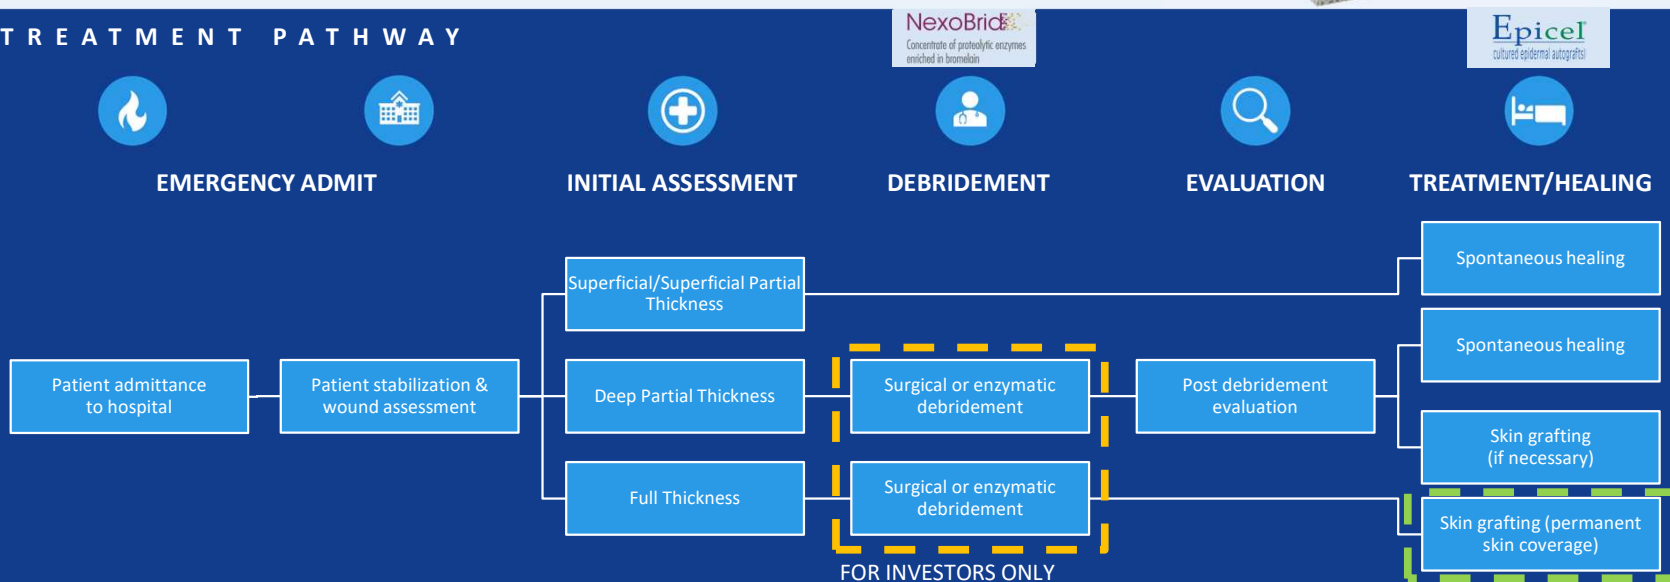 TREATMENT PATHWAY
NexoBrid
Concentrate of proteolytic enzymes
enriched in bromelain
Epicel®
cultured epidermal autografts)
EMERGENCY ADMIT
INITIAL ASSESSMENT
DEBRIDEMENT
EVALUATION
TREATMENT/HEALING
Patient admittance
to hospital
Patient stabilization &
wound assessment
Superficial/Superficial Partial
Thickness
Deep Partial Thickness
Full Thickness
Surgical or enzymatic
debridement
Surgical or enzymatic
debridement
Post debridement
evaluation
Spontaneous healing
Spontaneous healing
Skin grafting
(if necessary)
Skin grafting (permanent
skin coverage)
FOR INVESTORS ONLY